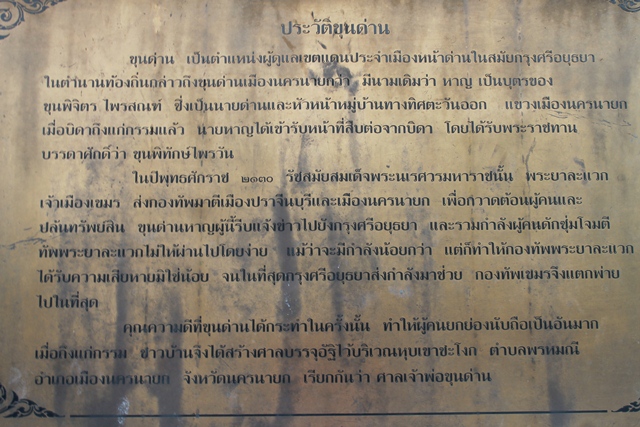 ประวัติขุนด่าน
ขุนด่าน เป็นตำแหน่งผู้ดูแลเขตแดนประจำเมืองหน้าด่านในสมัยกรุงศรีอยุธยา
ในตำนานท้องถิ่นกล่าวถึงขุนด่านเมืองนครนายกว่า มีนามเดิมว่า หาญ เป็นบุตรของ
ขุนพิจิตร ไพรสณฑ์ ซึ่งเป็นนายด่านและหัวหน้าหมู่บ้านทางทิศตะวันออก แขวงเมืองนครนายก
เมื่อบิดาถึงแก่กรรมแล้ว นายหาญได้เข้ารับหน้าที่สืบต่อจากบิดา โดยได้รับพระราชทาน
บรรดาศักดิ์ว่า ขุนพิทักษ์ไพรวัน
ในปีพุทธศักราช ๒๑๓๐ รัชสมัยสมเด็จพระนเรศวรมหาราชนั้น พระยาละแวก
เจ้าเมืองเขมร ส่งกองทัพมาตีเมืองปราจีนบุรีและเมืองนครนายก เพื่อกวาดต้อนผู้คนและ
ปล้นทรัพย์สิน ขุนด่านหาญผู้นี้รีบแจ้งข่าวไปยังกรุงศรีอยุธยา และรวมกำลังผู้คนดักซุ่มโจมตี
ทัพพระยาละแวกไม่ให้ผ่านไปโดยง่าย แม้ว่าจะมีกำลังน้อยกว่า แต่ก็ทำให้กองทัพพระยาละแวก
ได้รับความเสียหายมิใช่น้อย จนในที่สุดกรุงศรีอยุธยาส่งกำลังมาช่วย กองทัพเขมรจึงแตกพ่าย
ไปในที่สุด
คุณความดีที่ขุนด่านได้กระทำในครั้งนั้น ทำให้ผู้คนยกย่องนับถือเป็นอันมาก
เมื่อถึงแก่กรรม ชาวบ้านจึงได้สร้างศาลบรรจุอัฐิไว้บริเวณหุบเขาชะโงก ตำบลพรหมณี
อำเภอเมืองนครนายก จังหวัดนครนายก เรียกกันว่า ศาลเจ้าพ่อขุนด่าน